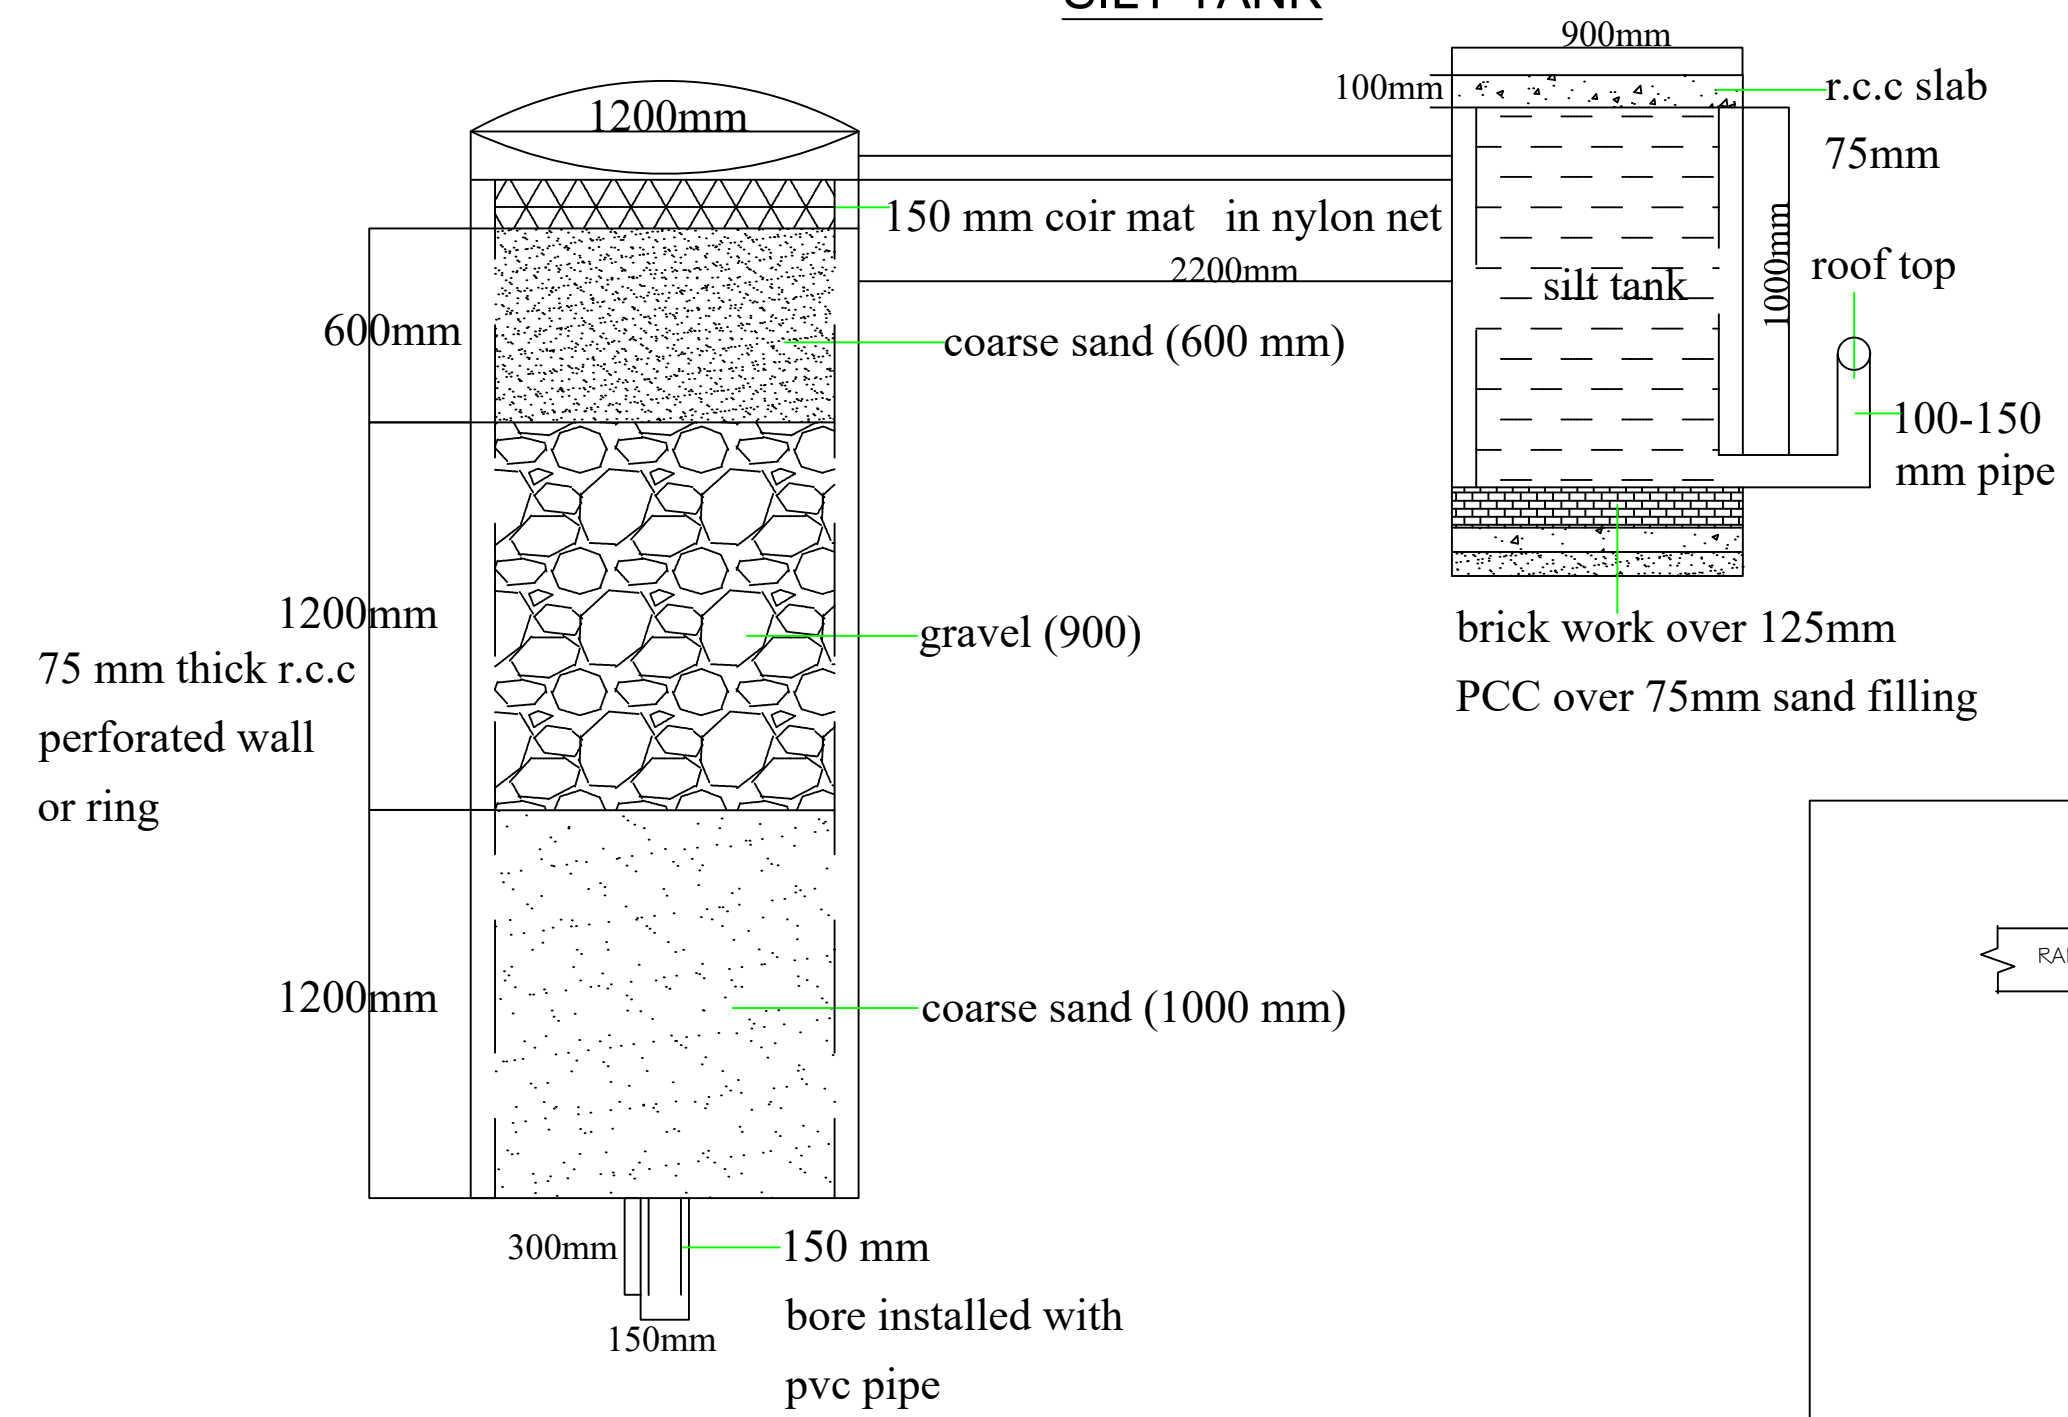 SILT TANK
900mm
100mm
r.c.c slab
75mm
1200mm
150 mm coir mat in nylon net
2200mm
silt tank
1000mm
roof top
600mm
coarse sand (600 mm)
100-150
mm pipe
1200mm
gravel (900)
brick work over 125mm
PCC over 75mm sand filling
75 mm thick r.c.c
perforated wall
or ring
1200mm
coarse sand (1000 mm)
300mm
150 mm
bore installed with
pvc pipe
150mm